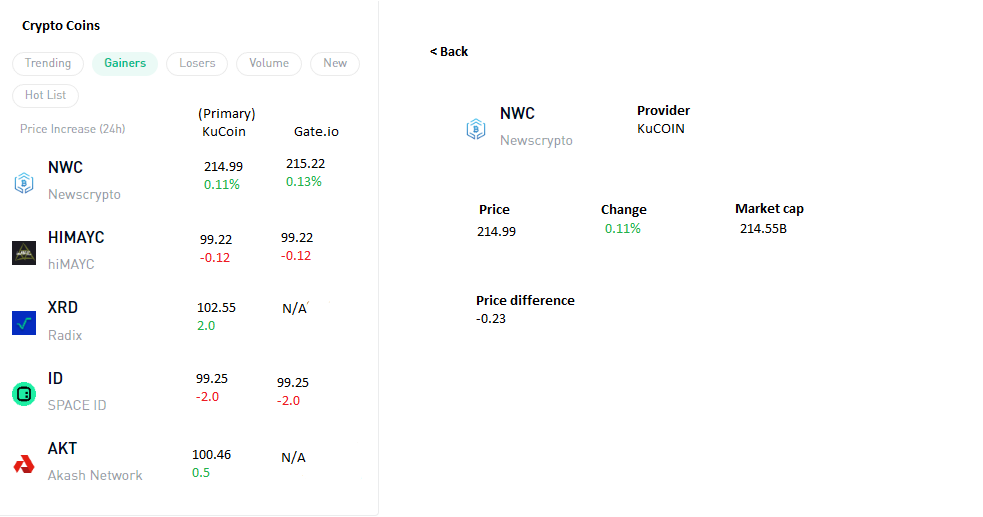 Crypto Coins
Trending Gainers Losers Volume New
Hot List
(Primary)
Price Increase (24h) KuCoin Gate.io
NWC 214.99 215.22
0.11% 0.13%
Newscrypto
HIMAYC 99.22 99.22
-0.12 -0.12
hiMAYC
XRD 102.55 N/A
2.0
Radix
ID 99.25 99.25
-2.0 -2.0
SPACE ID
AKT 100.46 N/A
0.5
Akash Network
< Back
NWC Provider
KuCOIN
Newscrypto
Price Change Market cap
214.99 0.11% 214.55B
Price difference
-0.23